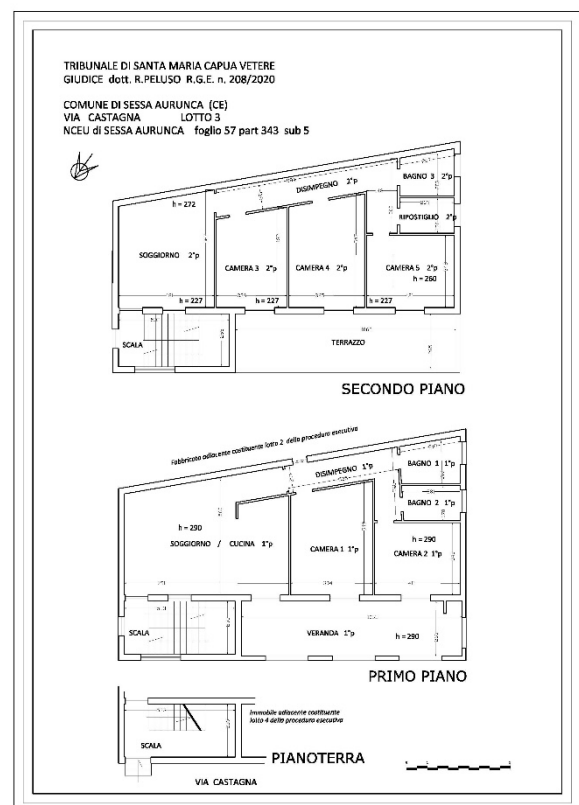 TRIBUNALE DI SANTA MARIA CAPUA VETERE
GIUDICE dott. R.PELUSO R.G.E. n. 208/2020
COMUNE DI SESSA AURUNCA (CE)
VIA CASTAGNA LOTTO 3
NCEU di SESSA AURUNCA foglio 57 part 343 sub 5
BAGNO 3 2°p
DISIMPEGNO 2°p
h = 272
RIPOSTIGLIO 2°p
SOGGIORNO 2°p
CAMERA 3 2°p
CAMERA 4 2°p
CAMERA 5 2°p
h = 260
h = 227
h = 227
h = 227
SCALA
TERRAZZO
SECONDO PIANO
Fabbricato adiacente costituente lotto 2 della procedura esecutiva
DISIMPEGNO 1°p
BAGNO 1 1°p
BAGNO 2 1°p
h = 290
h = 290
SOGGIORNO / CUCINA 1°p
CAMERA 1 1°p
CAMERA 2 1°p
SCALA
VERANDA 1°p
h = 290
PRIMO PIANO
Immobile adiacente costituente
lotto 4 della procedura esecutiva
SCALA
PIANOTERRA
VIA CASTAGNA